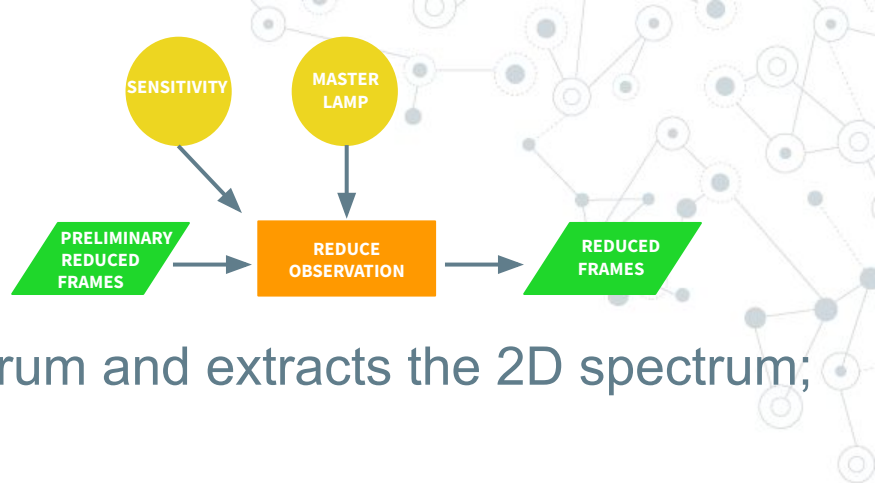 SENSITIVITY
MASTER
LAMP
PRELIMINARY
REDUCED
FRAMES
REDUCE
OBSERVATION
REDUCED
FRAMES
rum and extracts the 2D spectrum;